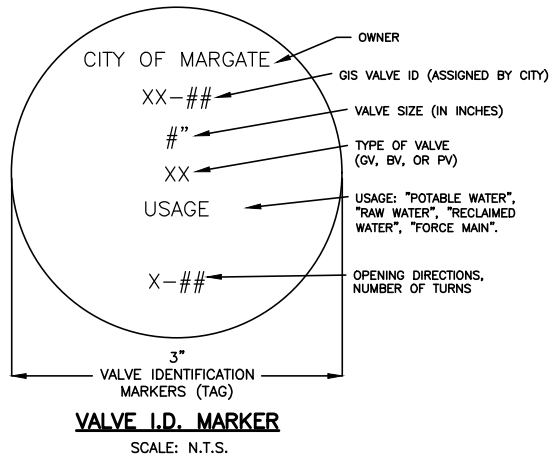 CITY OF MARGATE
OWNER
XX-##
GIS VALVE ID (ASSIGNED BY CITY)
#"
VALVE SIZE (IN INCHES)
XX
TYPE OF VALVE
(GV, BV, OR PV)
USAGE
USAGE: "POTABLE WATER",
"RAW WATER", "RECLAIMED
WATER", "FORCE MAIN".
X-##
OPENING DIRECTIONS,
NUMBER OF TURNS
3"
VALVE IDENTIFICATION
MARKERS (TAG)
VALVE I.D. MARKER
SCALE: N.T.S.